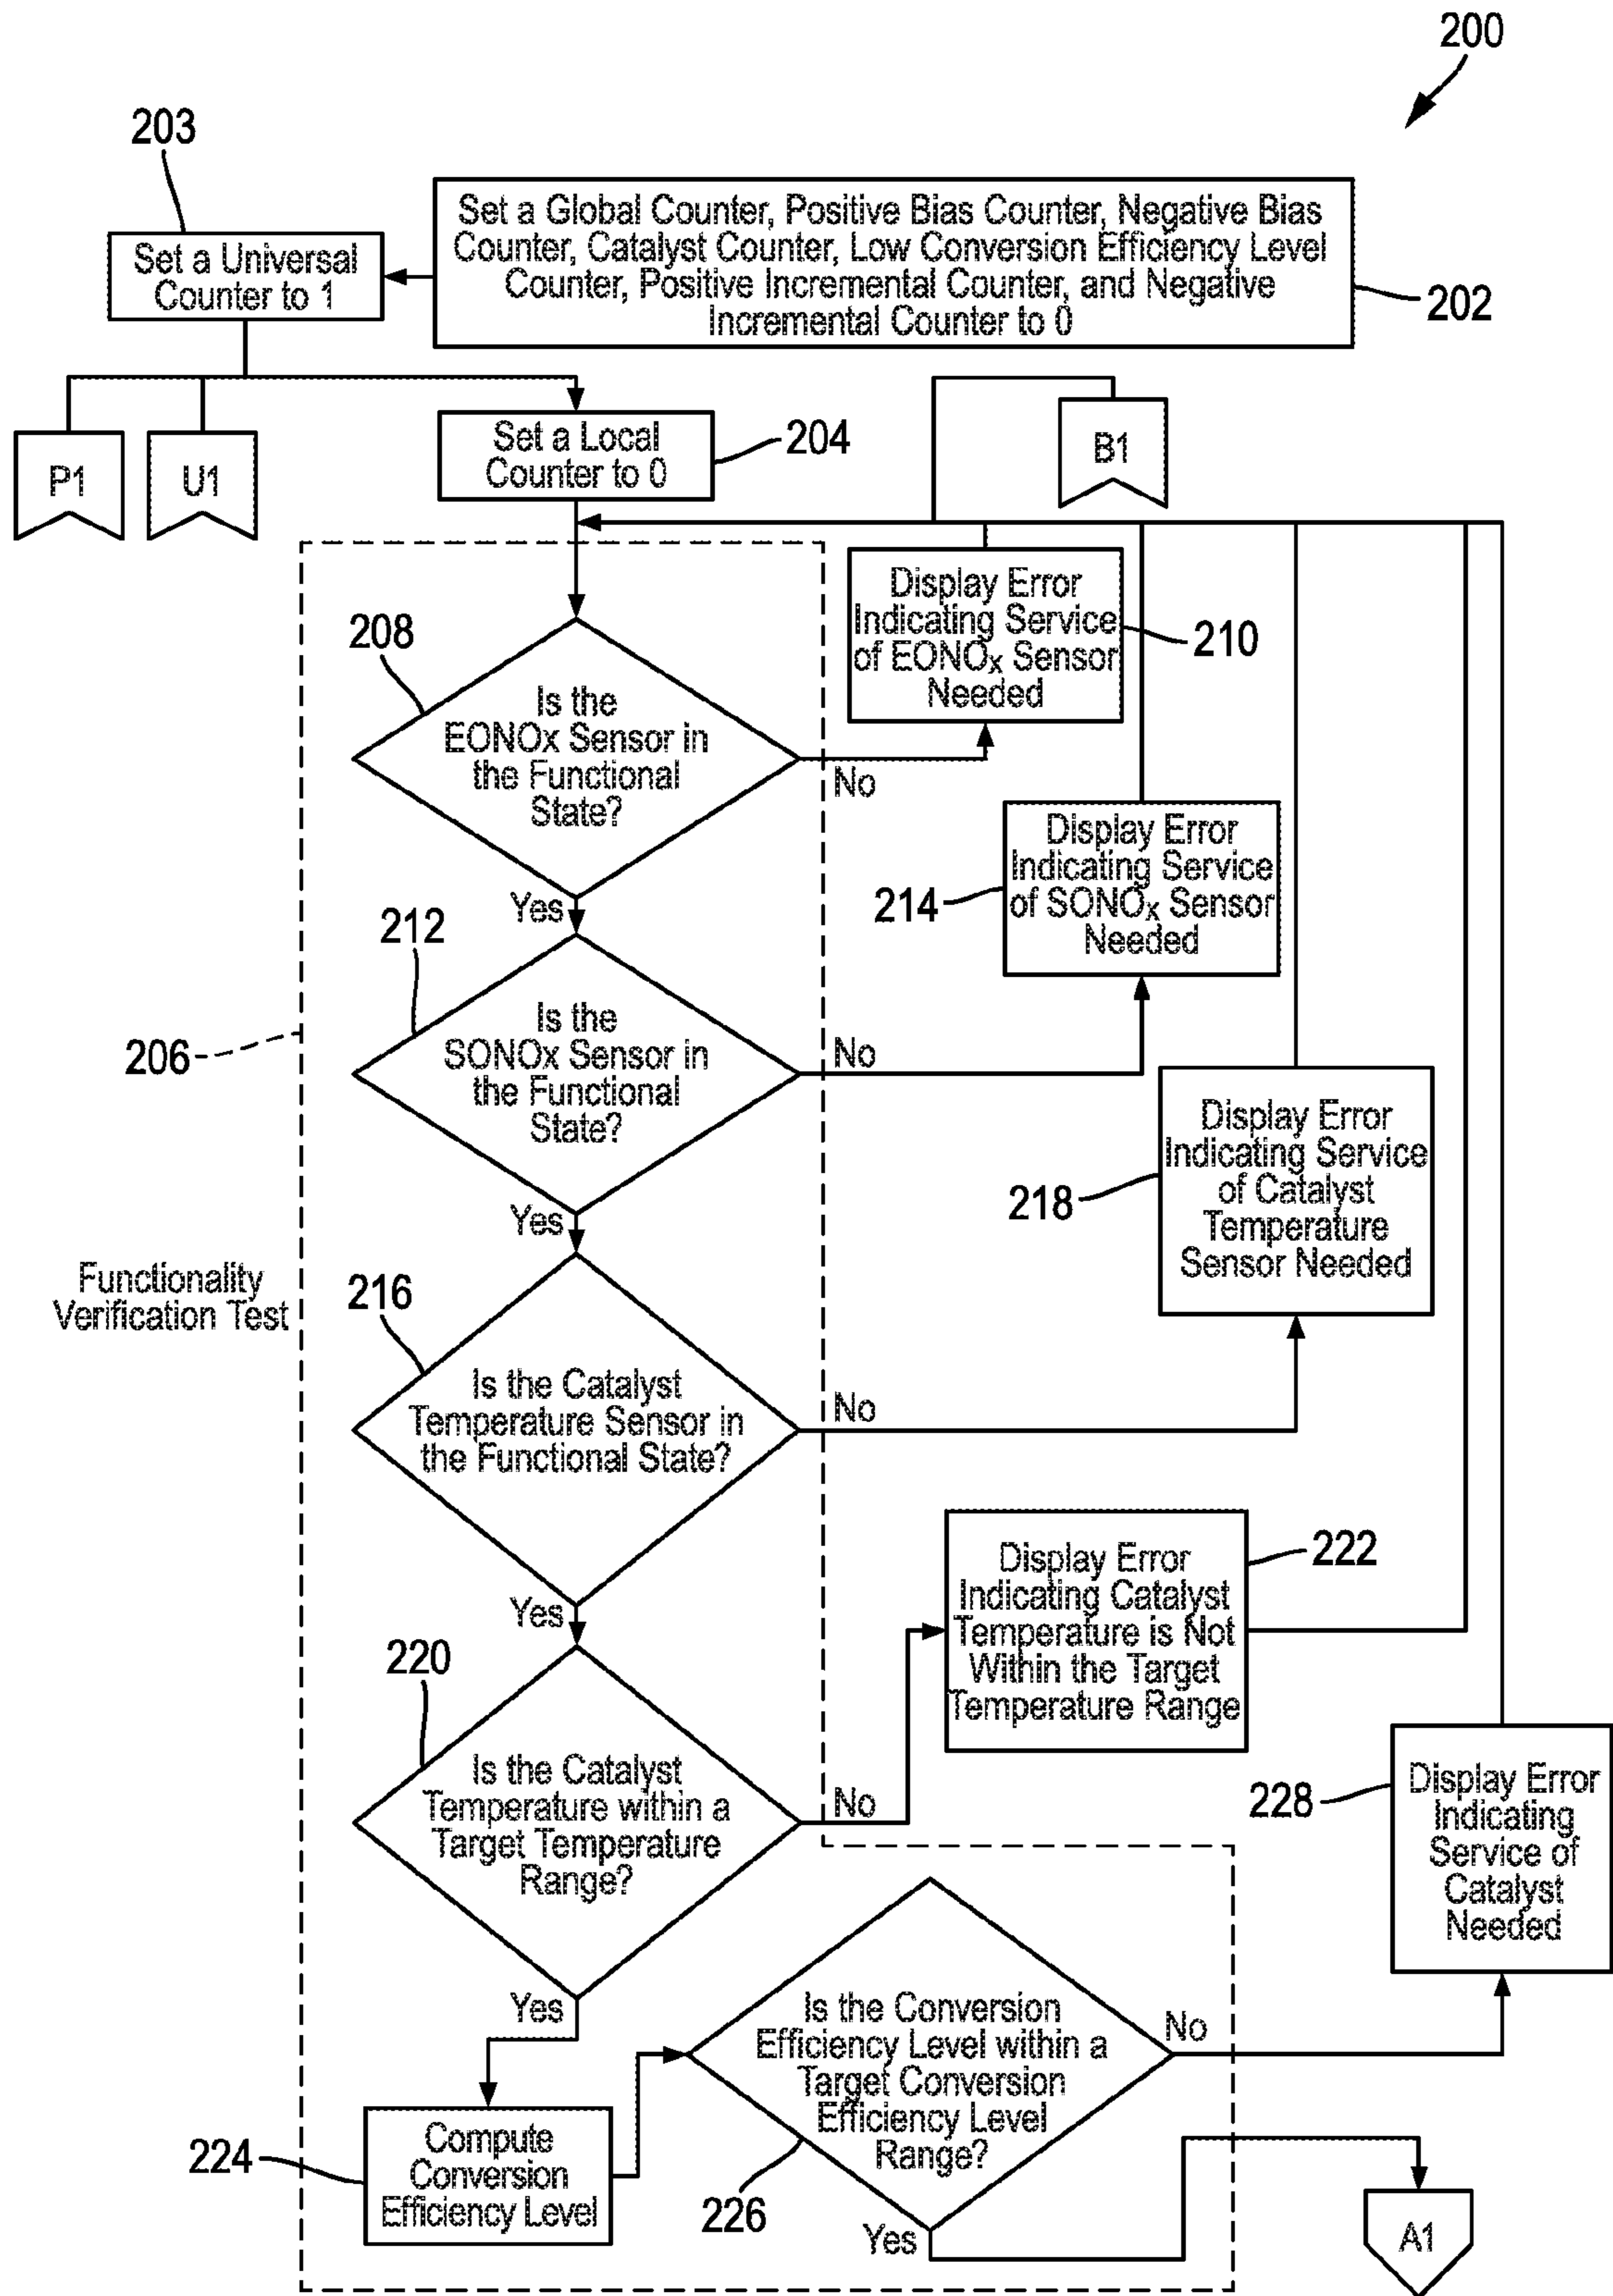 200
203
Set a Universal
Counter to 1
Set a Global Counter, Positive Bias Counter, Negative Bias
Counter, Catalyst Counter, Low Conversion Efficiency Level
Counter, Positive Incremental Counter, and Negative
Incremental Counter to 0
202
P1
U1
Set a Local
Counter to 0
204
B1
208
Is the
EONOx Sensor in
the Functional
State?
Yes
No
Display Error
Indicating Service
of EONOx Sensor
Needed
210
212
Is the
SONOx Sensor in
the Functional
State?
Yes
No
Display Error
Indicating Service
of SONOx Sensor
Needed
214
206
Functionality
Verification Test
216
Is the Catalyst
Temperature Sensor in
the Functional State?
Yes
No
Display Error
Indicating Service
of Catalyst
Temperature
Sensor Needed
218
220
Is the Catalyst
Temperature within a
Target Temperature
Range?
Yes
No
Display Error
Indicating Catalyst
Temperature is Not
Within the Target
Temperature Range
222
224
Compute
Conversion
Efficiency Level
Is the Conversion
Efficiency Level within a
Target Conversion
Efficiency Level
Range?
226
Yes
No
228
Display Error
Indicating
Service of
Catalyst
Needed
A1